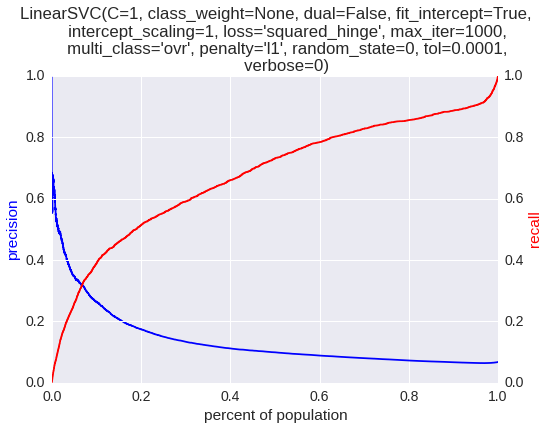 LinearSVC(C=1, class_weight=None, dual=False, fit_intercept=True,
intercept_scaling=1, loss='squared_hinge', max_iter=1000,
multi_class='ovr', penalty='l1', random_state=0, tol=0.0001,
verbose=0)
1.0 1.0
0.8 0.8
0.6 0.6
precision recall
0.4 0.4
0.2 0.2
0.0 0.0
0.0 0.2 0.4 0.6 0.8 1.0
percent of population